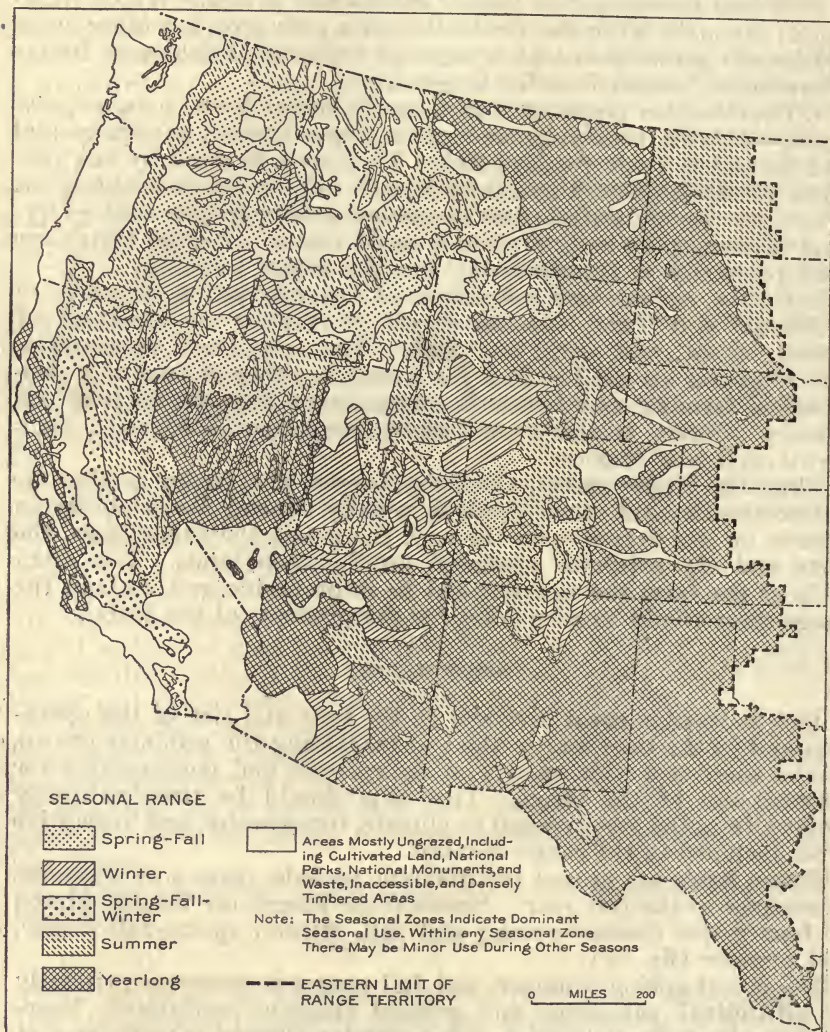 SEASONAL RANGE
Spring-Fall
Winter
Spring-Fall-
Winter
Summer
Yearlong
Areas Mostly Ungrazed, Includ-
ing Cultivated Land, National
Parks, National Monuments, and
Waste, Inaccessible, and Densely
Timbered Areas
Note: The Seasonal Zones Indicate Dominant
Seasonal Use. Within any Seasonal Zone
There May be Minor Use During Other Seasons
EASTERN LIMIT OF
RANGE TERRITORY
0 MILES 200